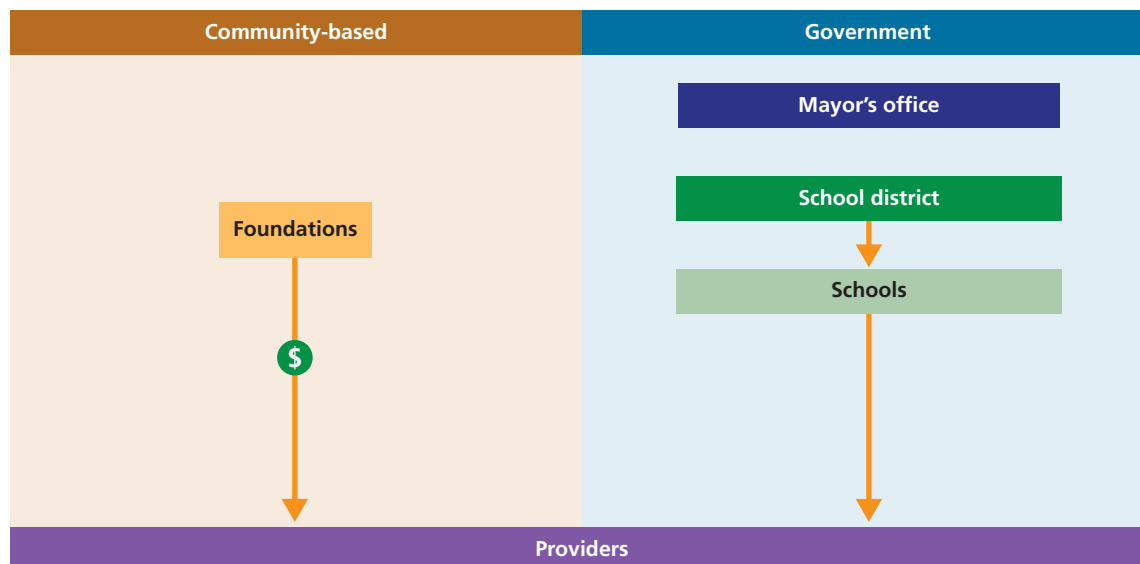 Community-based
Government
Mayor’s office
School district
Foundations
Schools
$
Providers